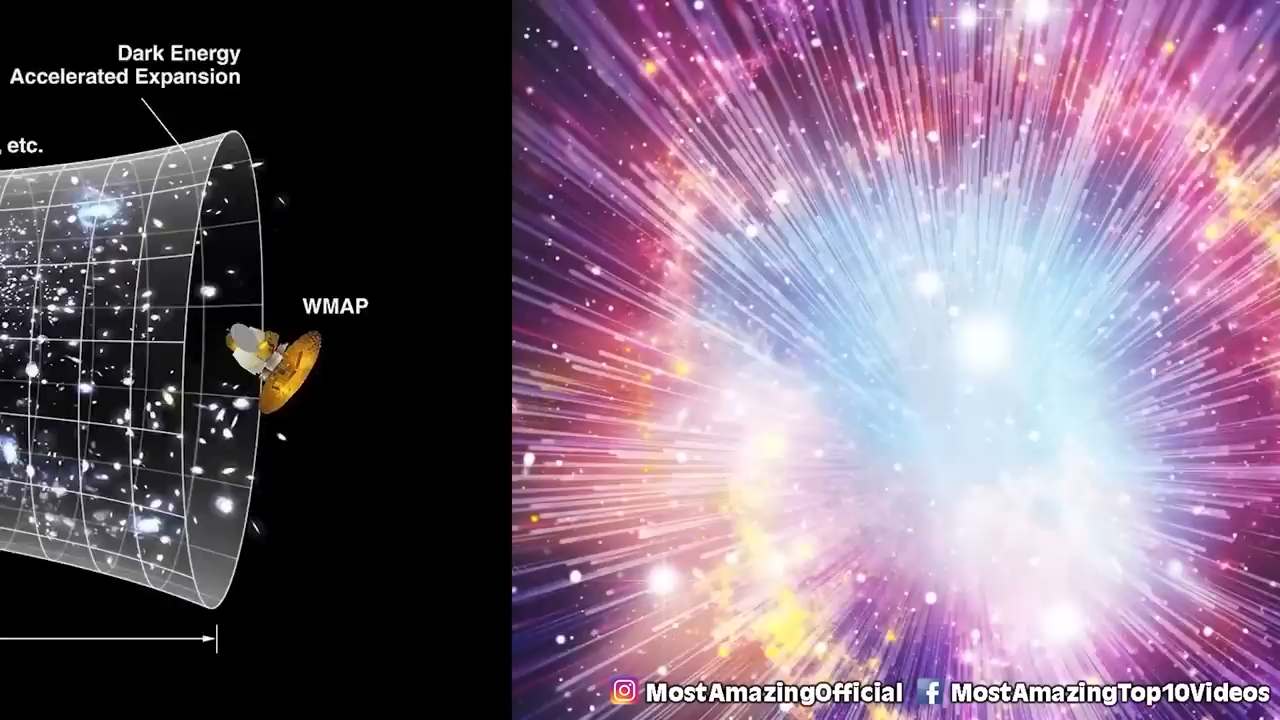 Dark Energy
Accelerated Expansion
, etc.
WMAP
MostAmazingOfficial MostAmazingTop10Videos